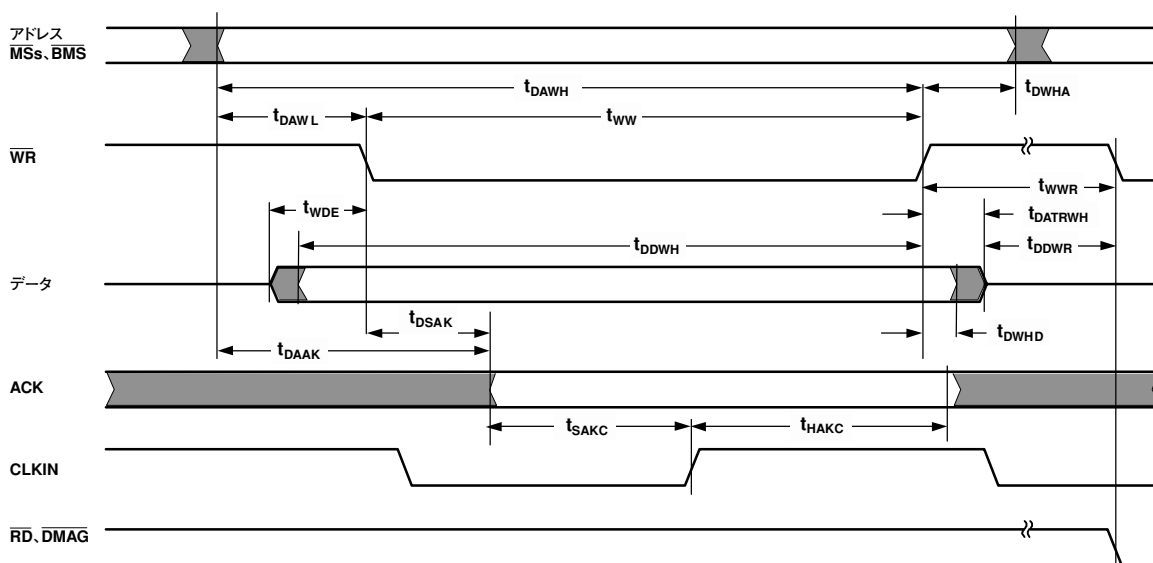 アドレス
MSs、BMS
tDAWH
tDWHA
tDAWL
tWW
WR
tWWR
tWDE
tDATRWH
tDDWH
tDDWR
データ
tDSAK
tDWHD
tDAAK
ACK
tSAKC
tHAKC
CLKIN
RD、DMAG